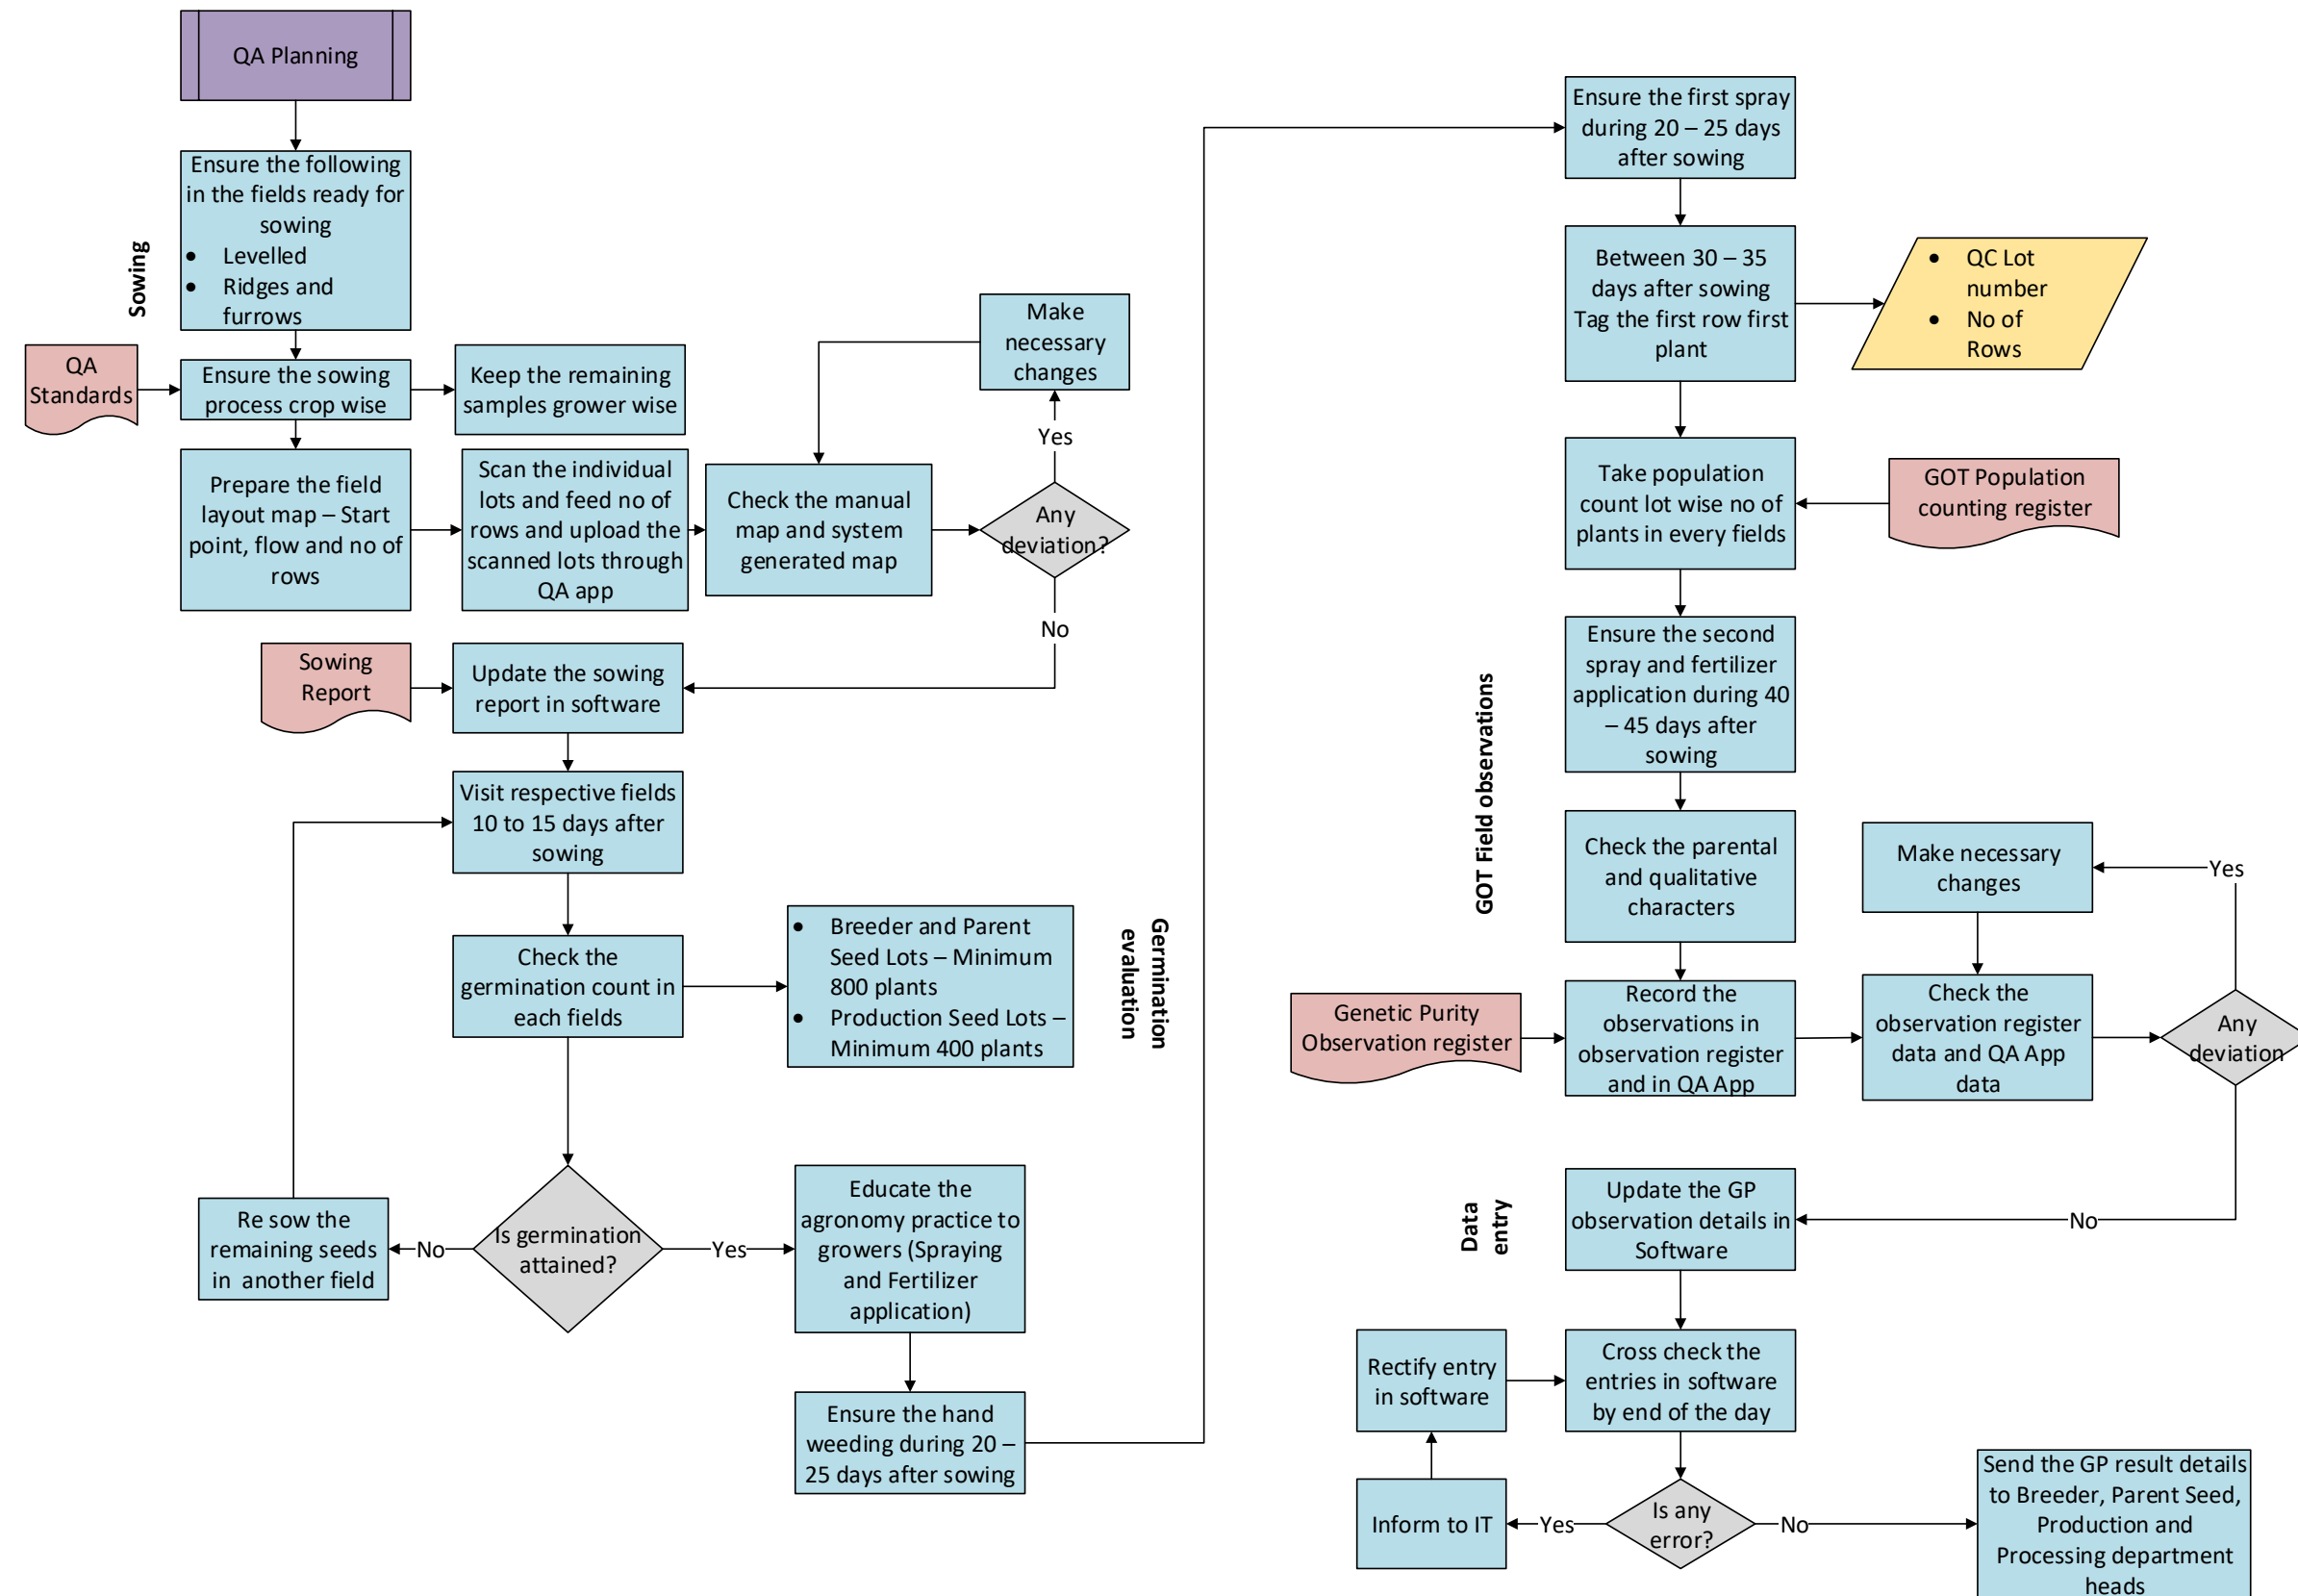 QA Planning
Ensure the following
in the fields ready for
sowing
• Levelled
• Ridges and
furrows
Sowing
QA
Standards
Ensure the sowing
process crop wise
Keep the remaining
samples grower wise
Prepare the field
layout map – Start
point, flow and no of
rows
Scan the individual
lots and feed no of
rows and upload the
scanned lots through
QA app
Check the manual
map and system
generated map
Make
necessary
changes
Yes
Any
deviation?
No
Sowing
Report
Update the sowing
report in software
Visit respective fields
10 to 15 days after
sowing
Check the
germination count in
each fields
• Breeder and Parent
Seed Lots – Minimum
800 plants
• Production Seed Lots –
Minimum 400 plants
Germination
evaluation
Is germination
attained?
No
Re sow the
remaining seeds
in another field
Yes
Educate the
agronomy practice to
growers (Spraying
and Fertilizer
application)
Ensure the hand
weeding during 20 –
25 days after sowing
Ensure the first spray
during 20 – 25 days
after sowing
Between 30 – 35
days after sowing
Tag the first row first
plant
• QC Lot
number
• No of
Rows
Take population
count lot wise no of
plants in every fields
GOT Population
counting register
Ensure the second
spray and fertilizer
application during 40
– 45 days after
sowing
GOT Field observations
Check the parental
and qualitative
characters
Genetic Purity
Observation register
Record the
observations in
observation register
and in QA App
Check the
observation register
data and QA App
data
Make necessary
changes
Yes
Any
deviation
No
Data
entry
Update the GP
observation details in
Software
Cross check the
entries in software
by end of the day
Rectify entry
in software
Inform to IT
Yes
Is any
error?
No
Send the GP result details
to Breeder, Parent Seed,
Production and
Processing department
heads